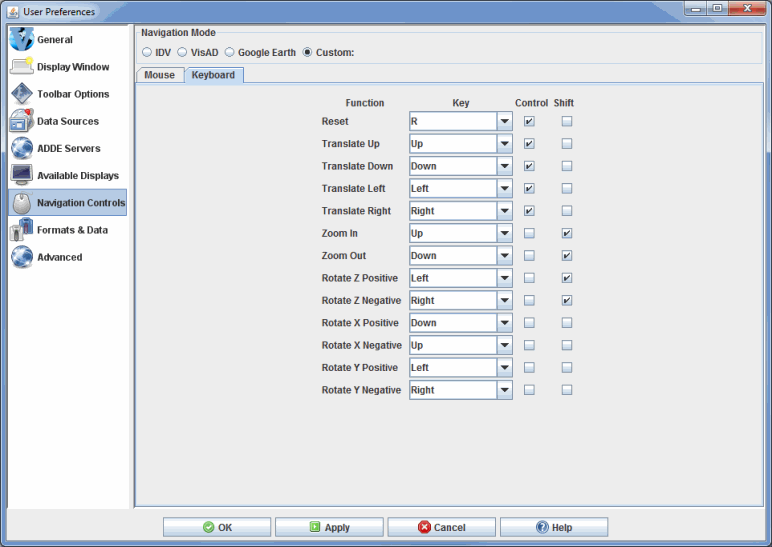 User Preferences
General
Display Window
Toolbar Options
Data Sources
ADDE Servers
Available Displays
Navigation Controls
Formats & Data
Advanced
Navigation Mode
IDV VisAD Google Earth Custom:
Mouse Keyboard
Function Key Control Shift
Reset R
Translate Up Up
Translate Down Down
Translate Left Left
Translate Right Right
Zoom In Up
Zoom Out Down
Rotate Z Positive Left
Rotate Z Negative Right
Rotate X Positive Down
Rotate X Negative Up
Rotate Y Positive Left
Rotate Y Negative Right
OK Apply Cancel Help